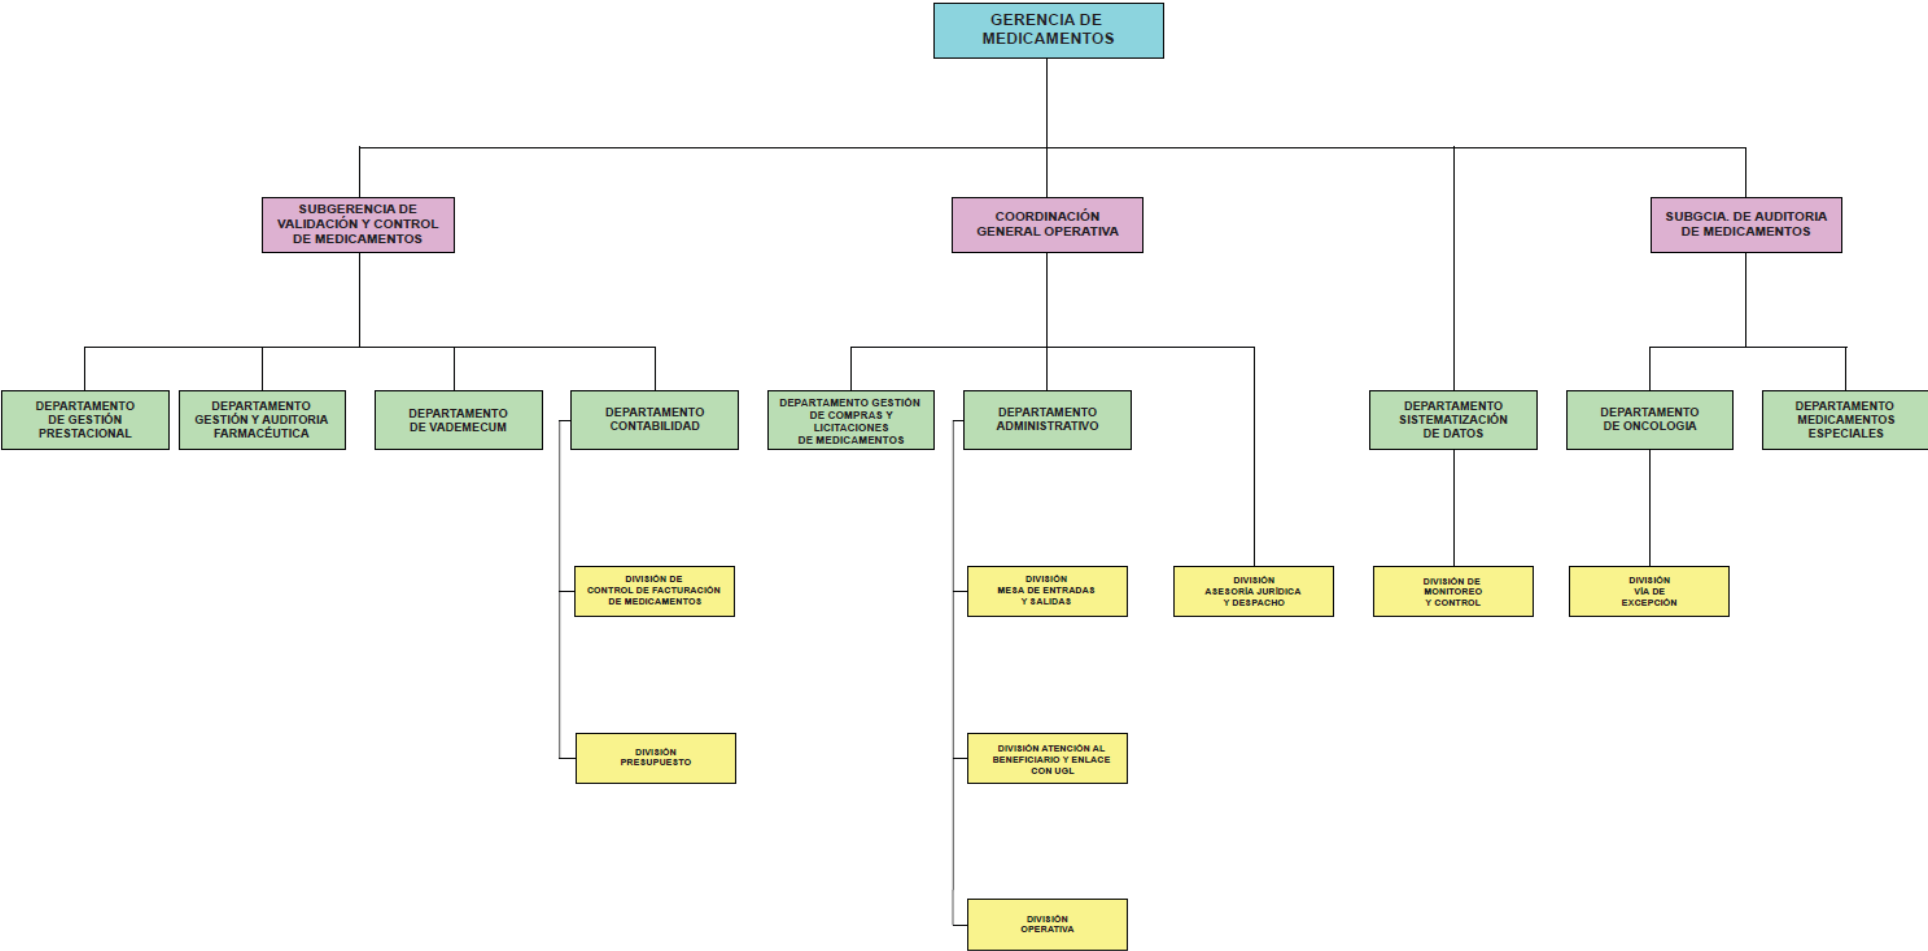 GERENCIA DE
MEDICAMENTOS
SUBGERENCIA DE
VALIDACIÓN Y CONTROL
DE MEDICAMENTOS
COORDINACIÓN
GENERAL OPERATIVA
SUBGCIA. DE AUDITORIA
DE MEDICAMENTOS
DEPARTAMENTO
DE GESTIÓN
PRESTACIONAL
DEPARTAMENTO
GESTIÓN Y AUDITORIA
FARMACÉUTICA
DEPARTAMENTO
DE VADEMECUM
DEPARTAMENTO
CONTABILIDAD
DEPARTAMENTO GESTIÓN
DE COMPRAS Y
LICITACIONES
DE MEDICAMENTOS
DEPARTAMENTO
ADMINISTRATIVO
DEPARTAMENTO
SISTEMATIZACIÓN
DE DATOS
DEPARTAMENTO
DE ONCOLOGIA
DEPARTAMENTO
MEDICAMENTOS
ESPECIALES
DIVISIÓN DE
CONTROL DE FACTURACIÓN
DE MEDICAMENTOS
DIVISIÓN
MESA DE ENTRADAS
Y SALIDAS
DIVISIÓN
ASESORÍA JURÍDICA
Y DESPACHO
DIVISIÓN DE
MONITOREO
Y CONTROL
DIVISIÓN
VÍA DE
EXCEPCIÓN
DIVISIÓN
PRESUPUESTO
DIVISIÓN ATENCIÓN AL
BENEFICIARIO Y ENLACE
CON UGL
DIVISIÓN
OPERATIVA